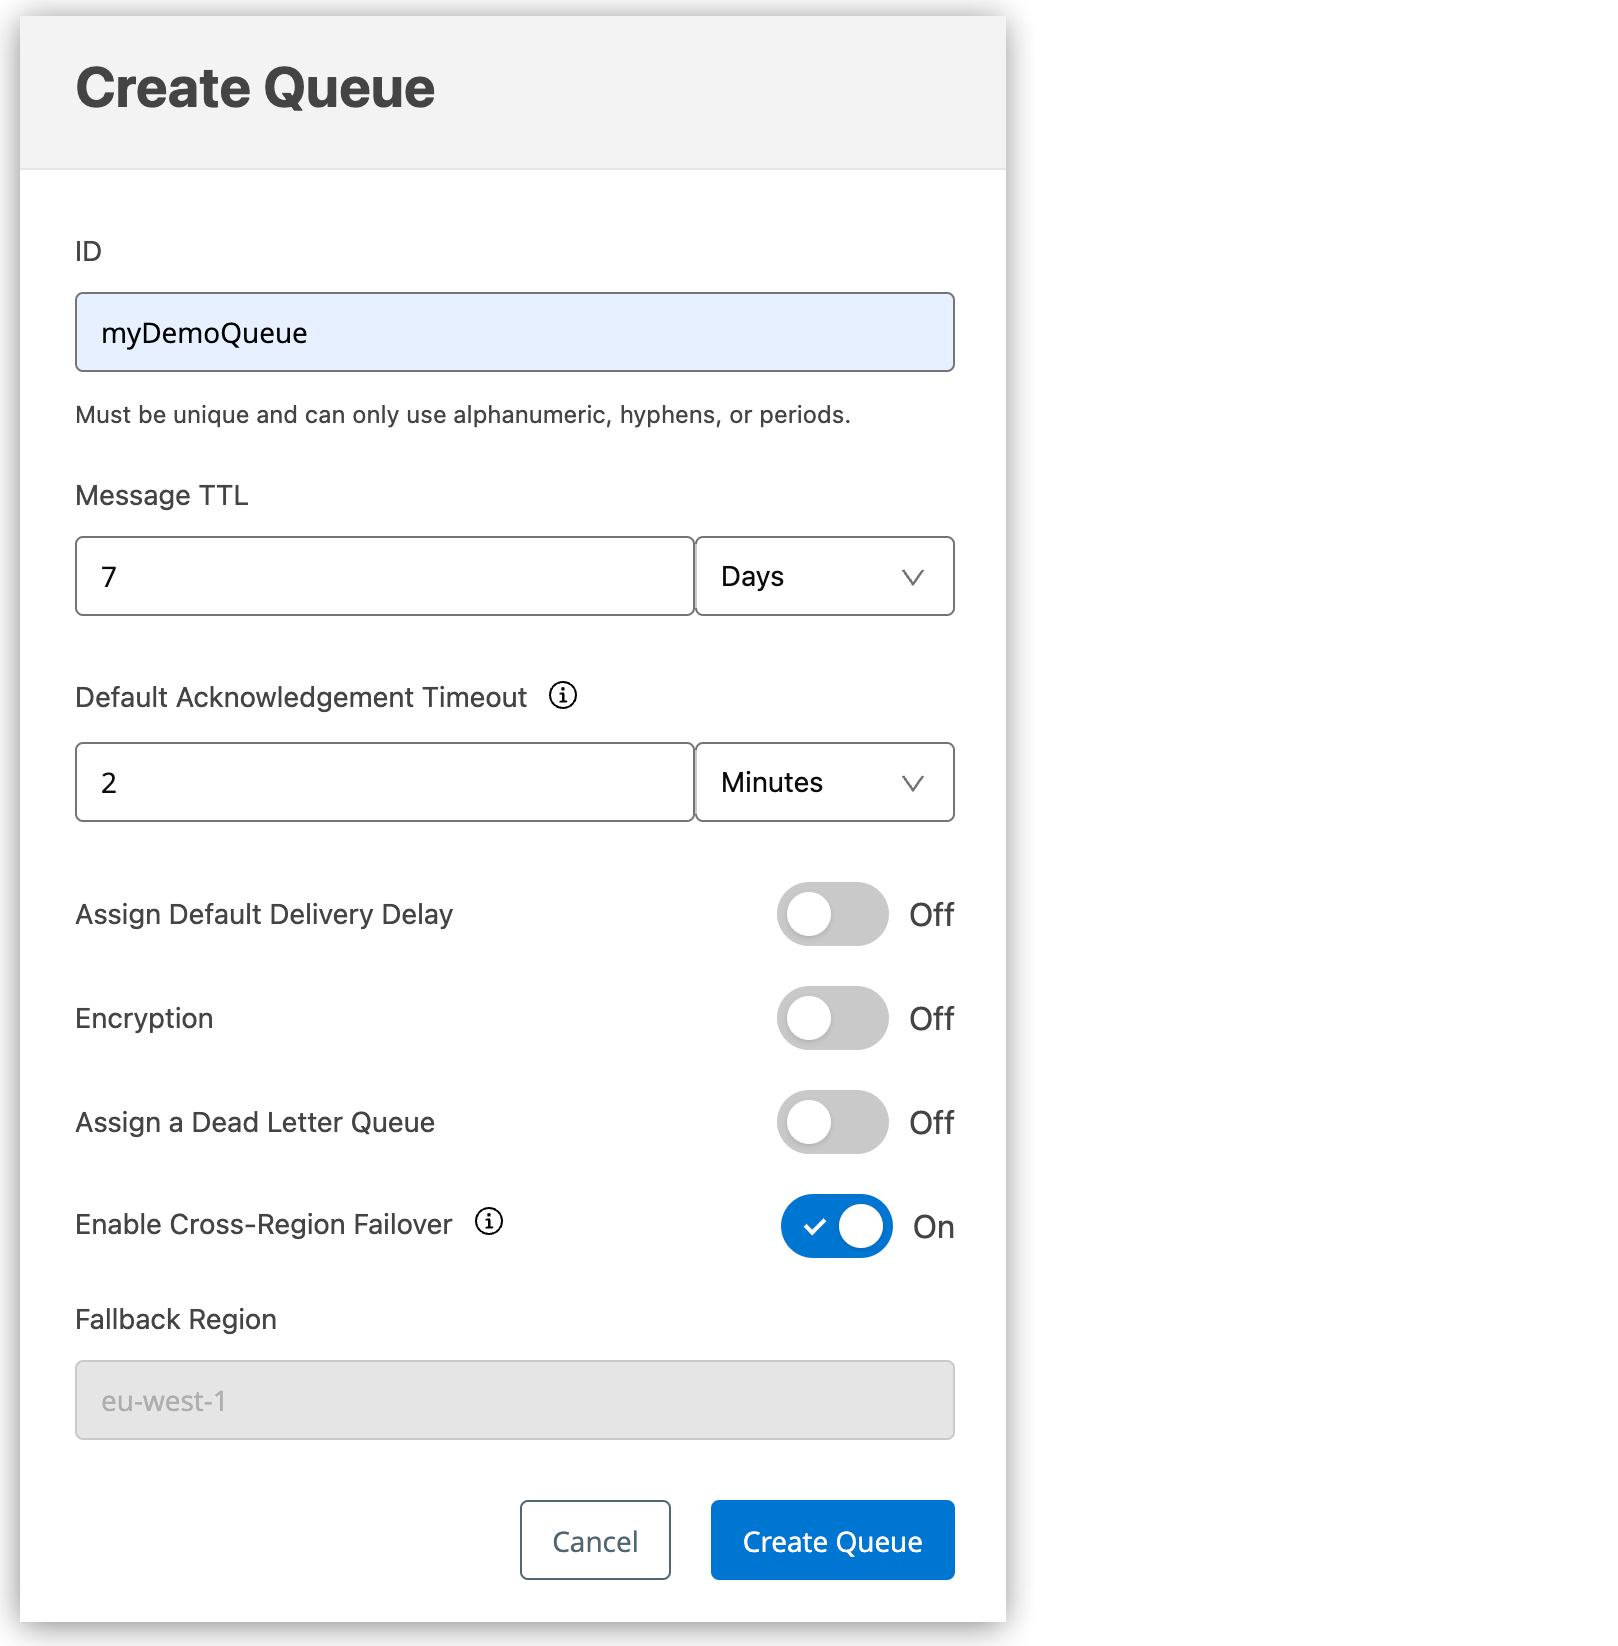 Create Queue
ID
myDemoQueue
Must be unique and can only use alphanumeric, hyphens, or periods.
Message TTL
7 Days
Default Acknowledgement Timeout
2 Minutes
Assign Default Delivery Delay Off
Encryption Off
Assign a Dead Letter Queue Off
Enable Cross-Region Failover On
Fallback Region
eu-west-1
Cancel Create Queue